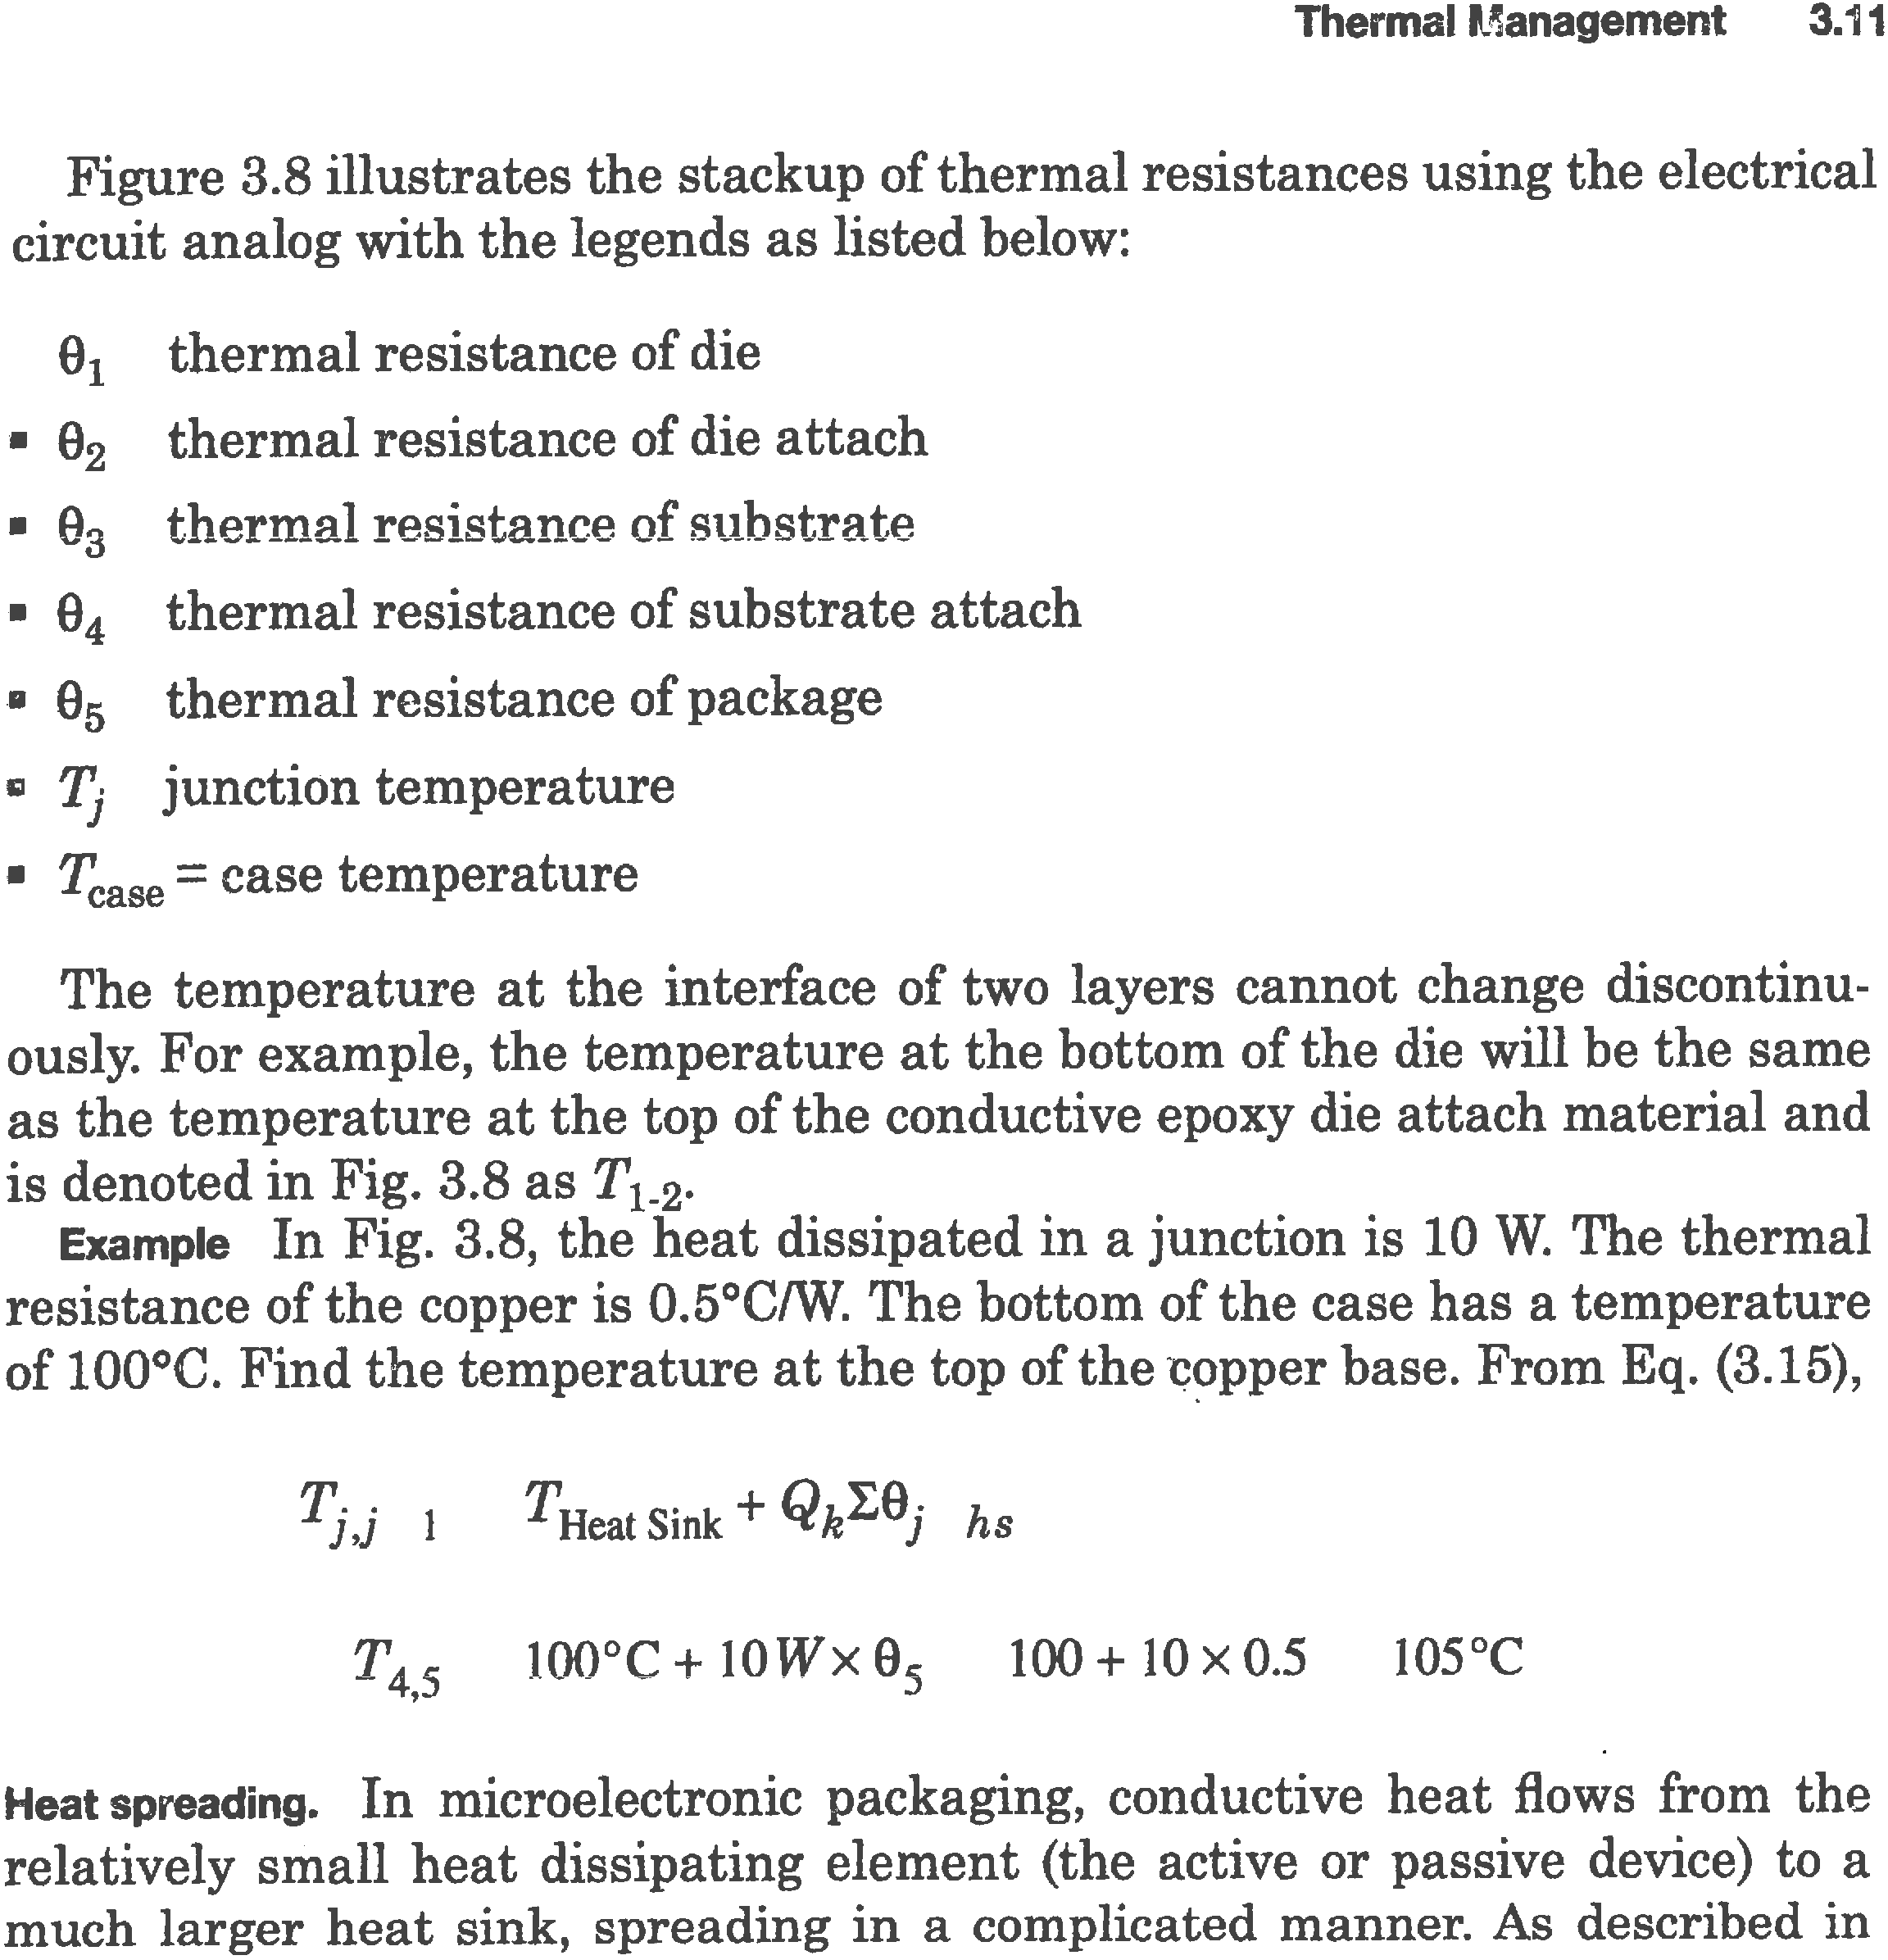 Thermal Management 3.11
Figure 3.8 illustrates the stackup of thermal resistances using the electrical
circuit analog with the legends as listed below:
θ₁ thermal resistance of die
▪ θ₂ thermal resistance of die attach
▪ θ₃ thermal resistance of substrate
▪ θ₄ thermal resistance of substrate attach
▪ θ₅ thermal resistance of package
▪ Tⱼ junction temperature
▪ T_case = case temperature
The temperature at the interface of two layers cannot change discontinu-
ously. For example, the temperature at the bottom of the die will be the same
as the temperature at the top of the conductive epoxy die attach material and
is denoted in Fig. 3.8 as T₁₋₂.
Example In Fig. 3.8, the heat dissipated in a junction is 10 W. The thermal
resistance of the copper is 0.5°C/W. The bottom of the case has a temperature
of 100°C. Find the temperature at the top of the copper base. From Eq. (3.15),
T_j,j 1 T_Heat Sink + Q_kΣθ_j hs
T_4,5 100°C + 10W × θ₅ 100 + 10 × 0.5 105°C
Heat spreading. In microelectronic packaging, conductive heat flows from the
relatively small heat dissipating element (the active or passive device) to a
much larger heat sink, spreading in a complicated manner. As described in